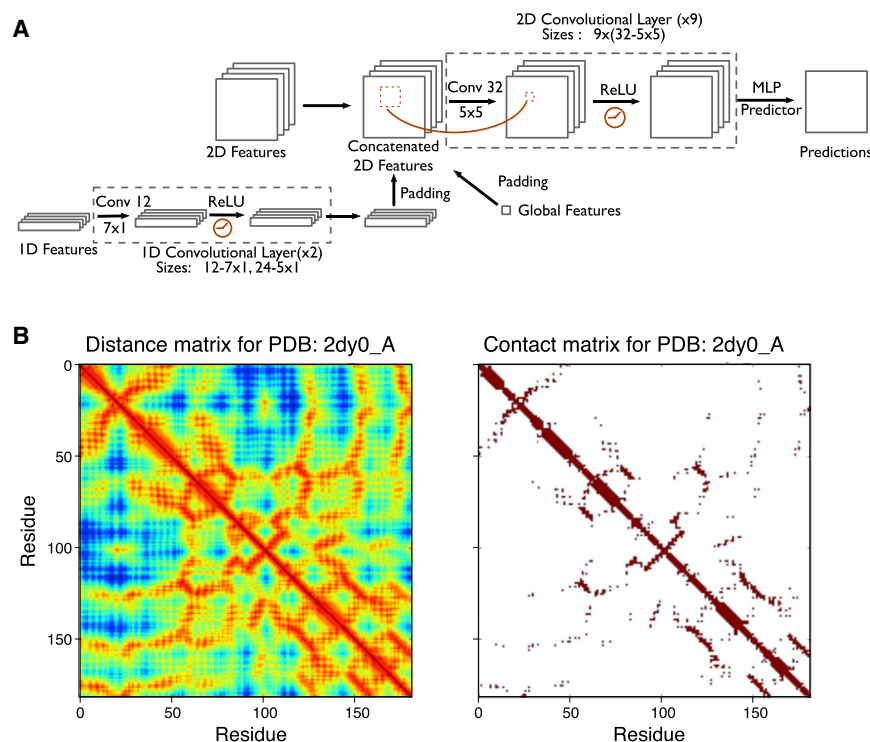 A
2D Convolutional Layer (x9)
Sizes : 9x(32-5x5)
Conv 32
5x5
ReLU
MLP
Predictor
2D Features
Concatenated
2D Features
Predictions
Padding
Padding
Global Features
Conv 12
7x1
ReLU
1D Features
1D Convolutional Layer(x2)
Sizes: 12-7x1, 24-5x1
B
Distance matrix for PDB: 2dy0_A
Contact matrix for PDB: 2dy0_A
0
50
100
150
Residue
0
50
100
150
Residue
0
50
100
150
Residue